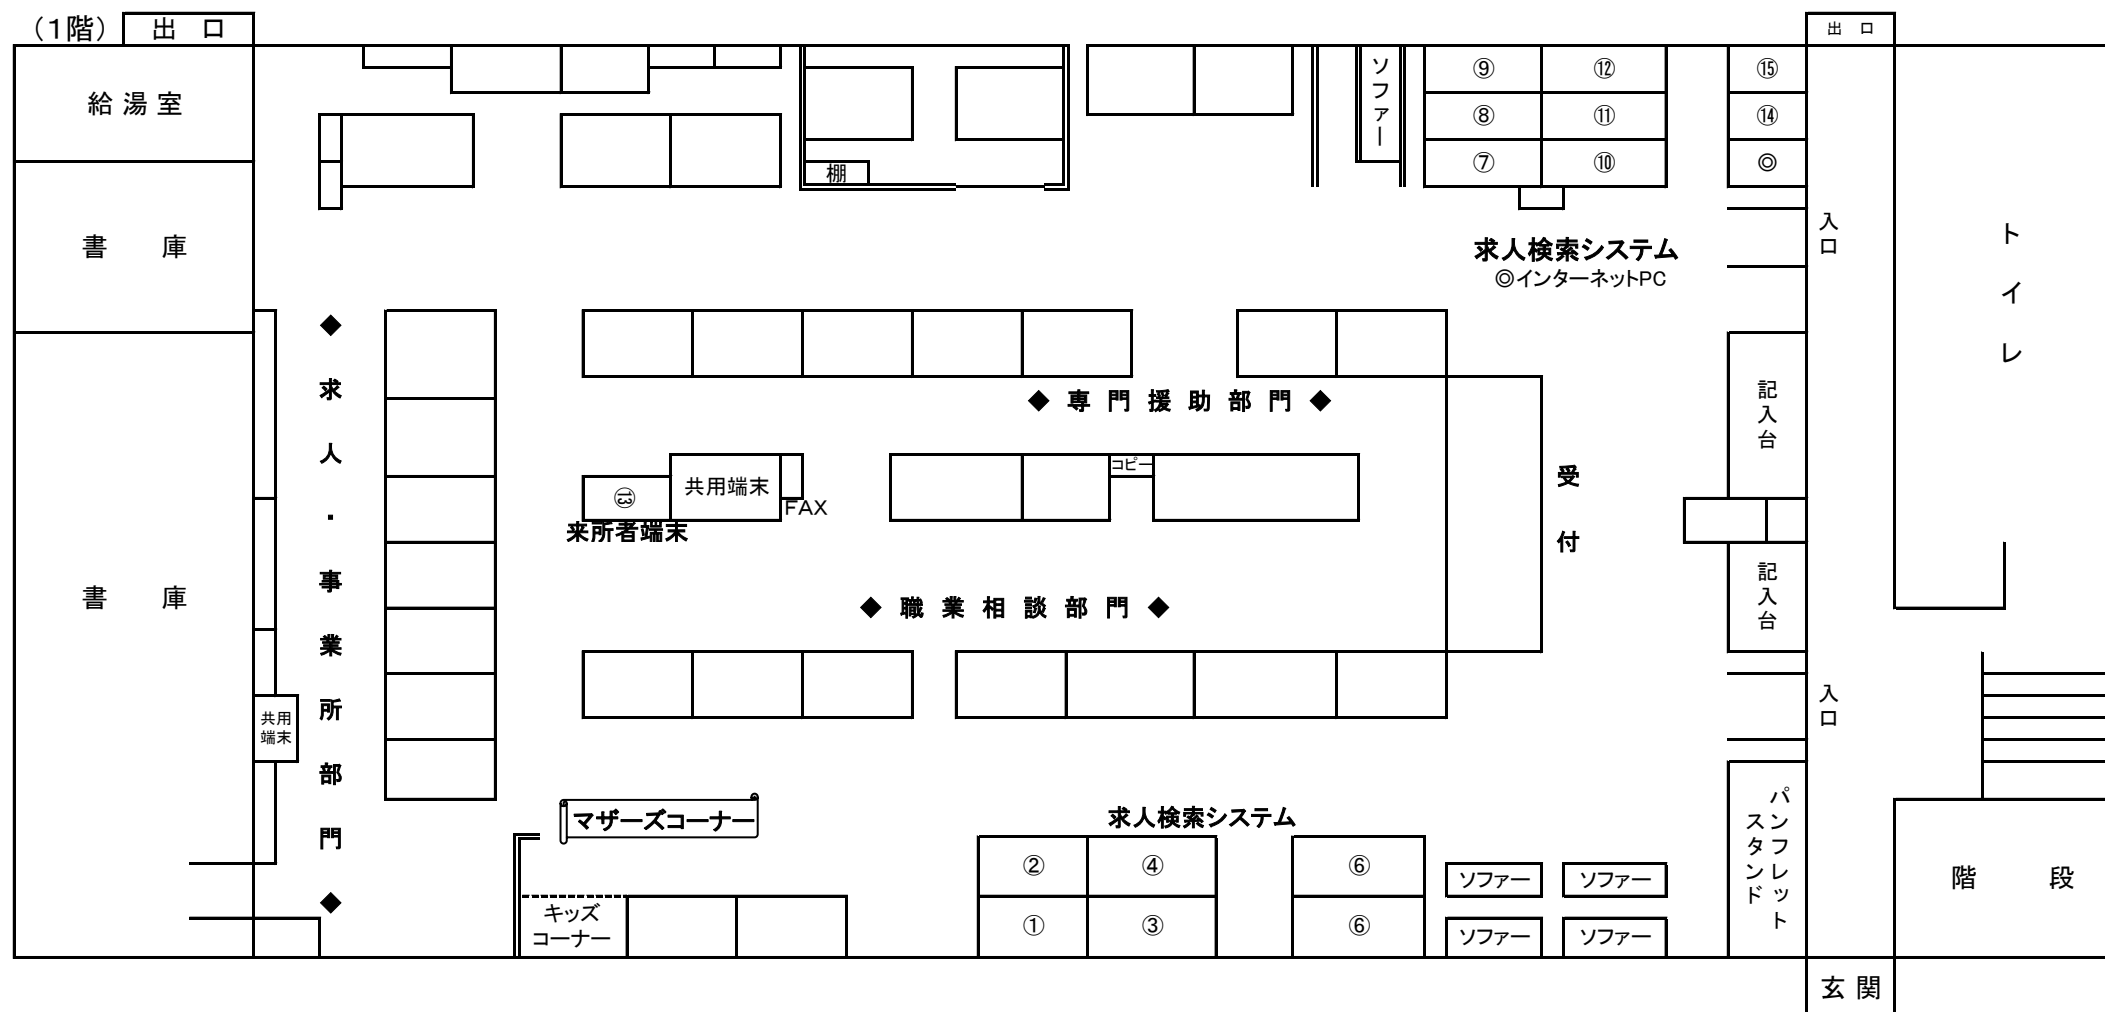 （１階）
出　口
出　口
給 湯 室
ソファー
⑨
⑫
⑮
⑧
⑪
⑭
⑦
⑩
◎
棚
書　庫
入口
トイレ
求人検索システム
◎インターネットPC
◆求人・事業所部門◆
◆ 専 門 援 助 部 門 ◆
記入台
受付
コピー
共用端末
⑬
FAX
来所者端末
書　庫
記入台
◆ 職 業 相 談 部 門 ◆
入口
共用
端末
マザーズコーナー
求人検索システム
パンフレット
スタンド
②
④
⑥
ソファー
ソファー
階　段
キッズ
コーナー
①
③
⑥
ソファー
ソファー
玄 関